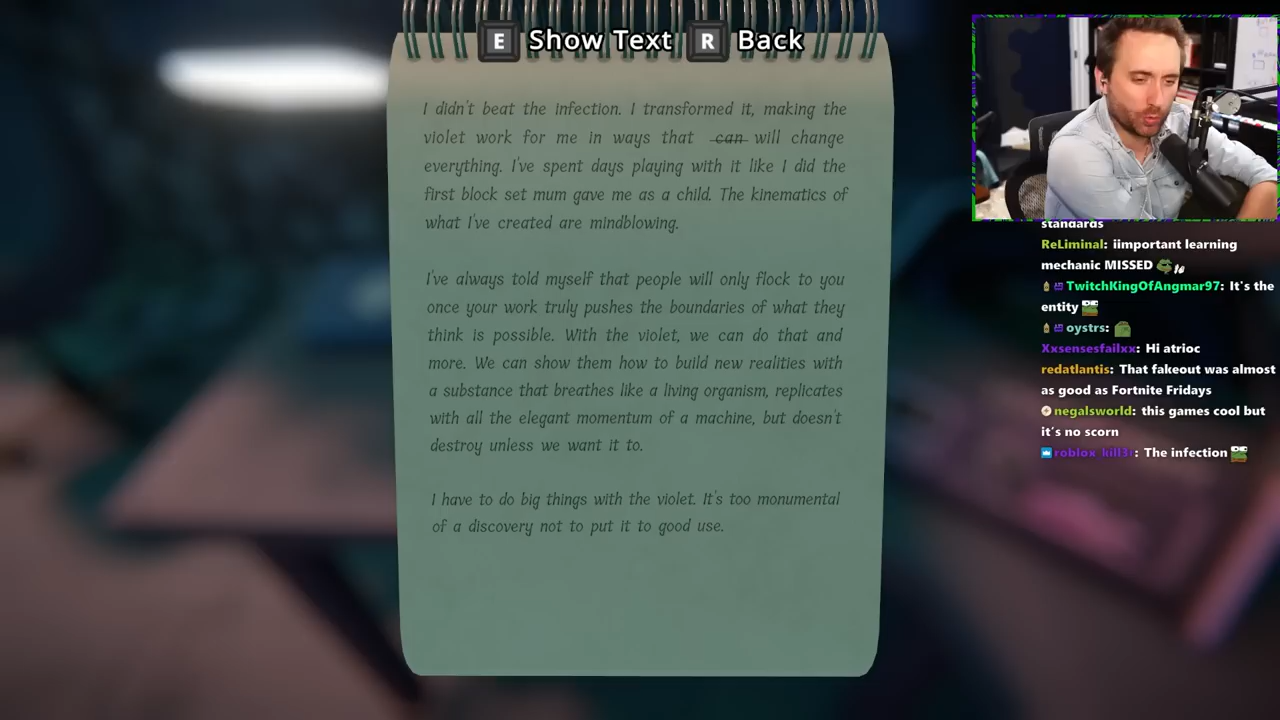 E Show Text R Back
I didn't beat the infection. I transformed it, making the
violet work for me in ways that can will change
everything. I've spent days playing with it like I did the
first block set mum gave me as a child. The kinematics of
what I've created are mindblowing.
I've always told myself that people will only flock to you
once your work truly pushes the boundaries of what they
think is possible. With the violet, we can do that and
more. We can show them how to build new realities with
a substance that breathes like a living organism, replicates
with all the elegant momentum of a machine, but doesn't
destroy unless we want it to.
I have to do big things with the violet. It's too monumental
of a discovery not to put it to good use.
standards
ReLiminal: iimportant learning
mechanic MISSED
TwitchKingOfAngmar97: It's the
entity
oystrs:
Xxsensesfailxx: Hi atrioc
redatlantis: That fakeout was almost
as good as Fortnite Fridays
negalsworld: this games cool but
it's no scorn
The infection